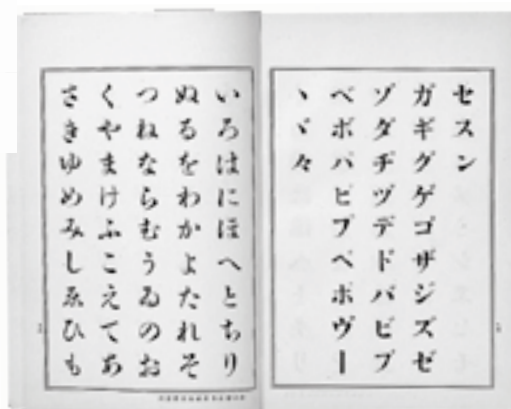 セスン
ガギグゲゴザジズゼ
ゾダヂヅデドバビブ
ベボパピプペポヴー
ヽヾ々
いろはにほへとちり
ぬるをわかよたれそ
つねならむうゐのお
くやまけふこえてあ
さきゆめみしゑひも